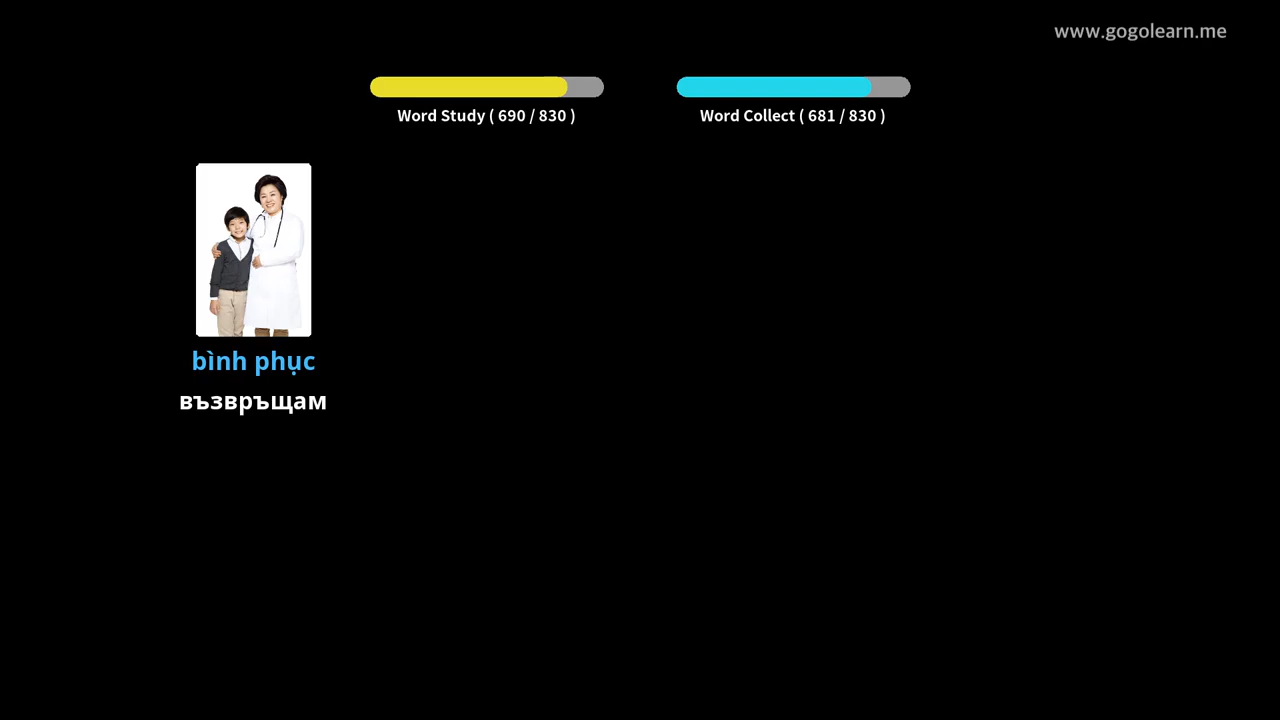 www.gogolearn.me
Word Study ( 690 / 830 )
Word Collect ( 681 / 830 )
bình phục
възвръщам